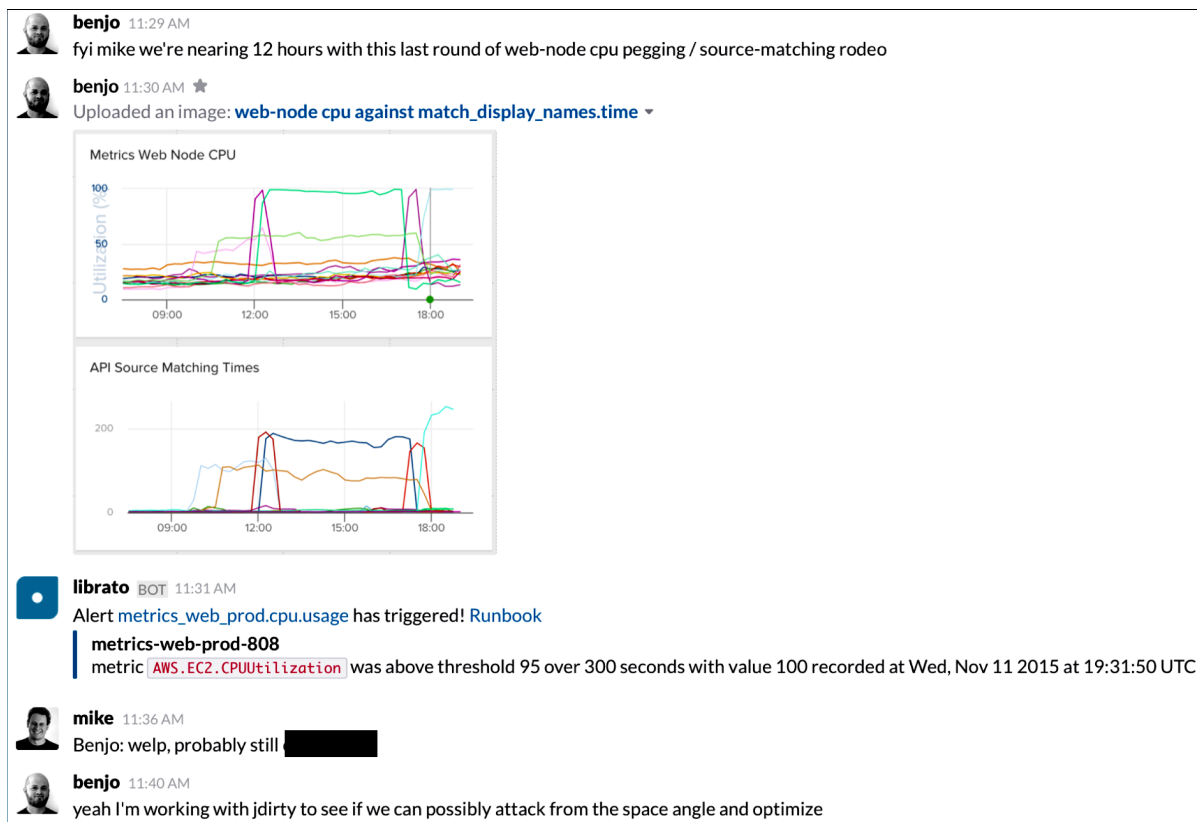 benjo 11:29 AM
fyi mike we're nearing 12 hours with this last round of web-node cpu pegging / source-matching rodeo
benjo 11:30 AM
Uploaded an image: web-node cpu against match_display_names.time
Metrics Web Node CPU
Utilization (%)
100
50
0
09:00 12:00 15:00 18:00
API Source Matching Times
200
0
09:00 12:00 15:00 18:00
librato BOT 11:31 AM
Alert metrics_web_prod.cpu.usage has triggered! Runbook
metrics-web-prod-808
metric AWS.EC2.CPUUtilization was above threshold 95 over 300 seconds with value 100 recorded at Wed, Nov 11 2015 at 19:31:50 UTC
mike 11:36 AM
Benjo: welp, probably still
benjo 11:40 AM
yeah I'm working with jdirty to see if we can possibly attack from the space angle and optimize